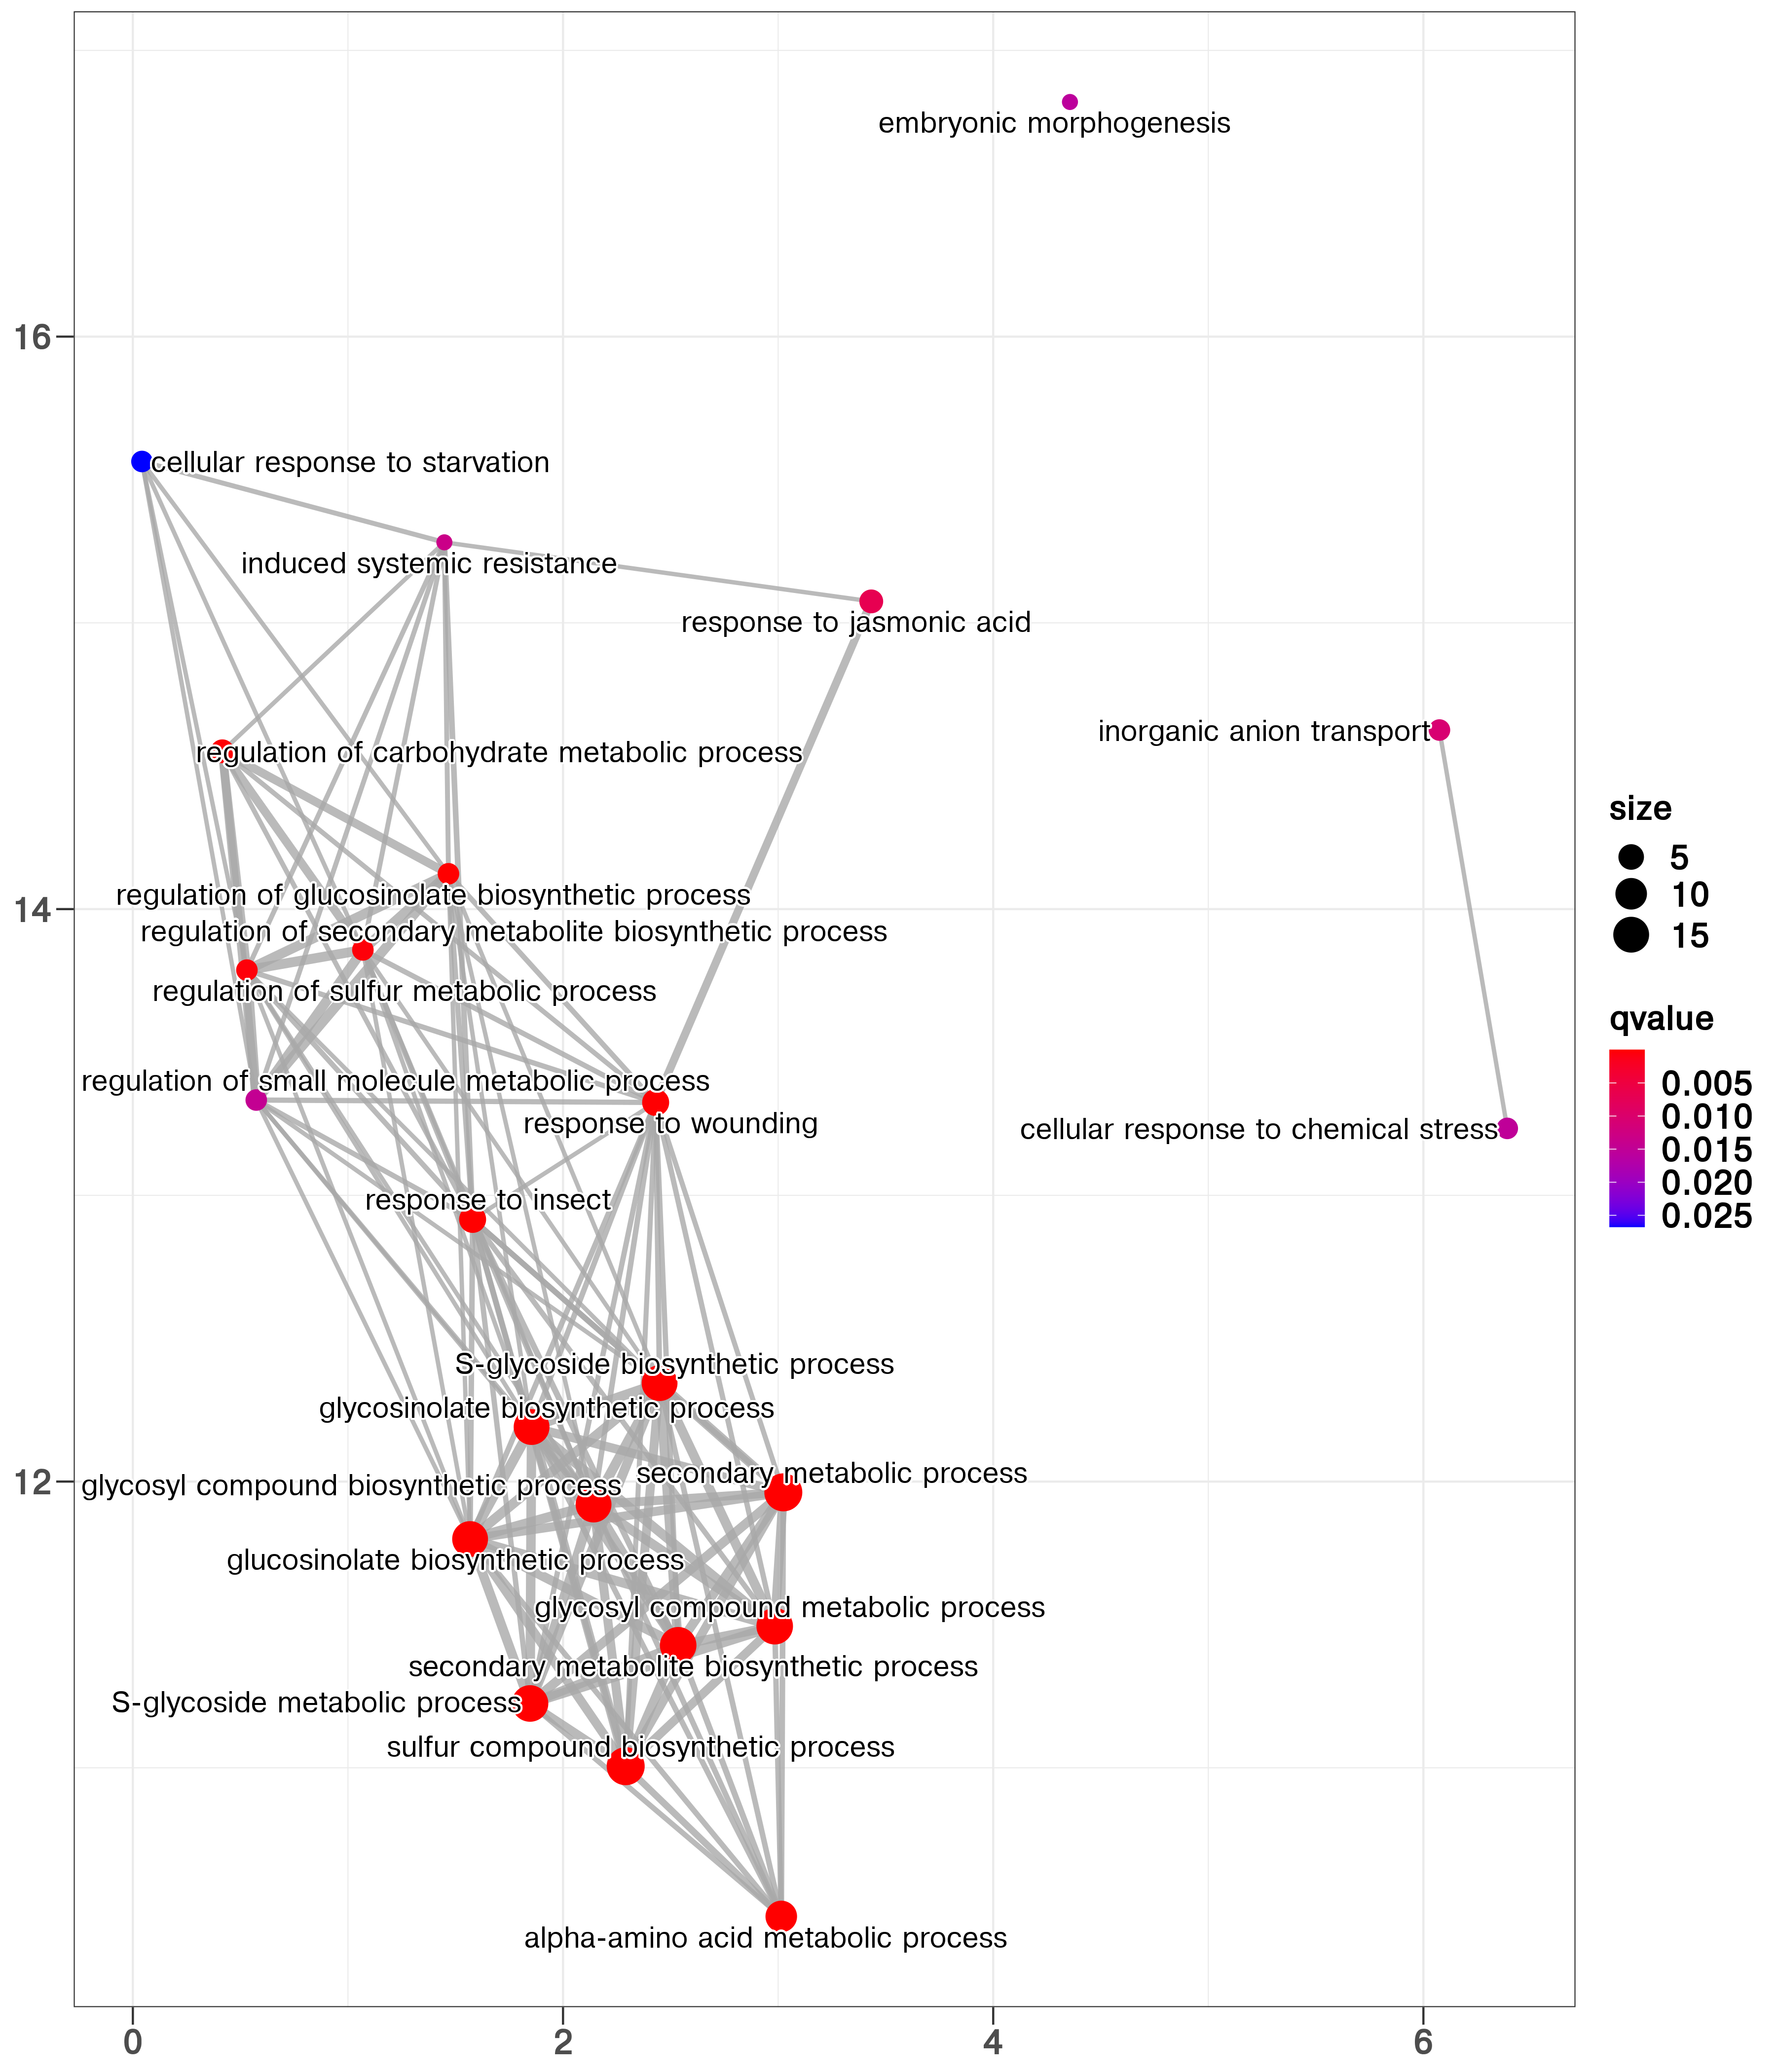 embryonic morphogenesis
16
cellular response to starvation
induced systemic resistance
response to jasmonic acid
inorganic anion transport
regulation of carbohydrate metabolic process
size
5
10
15
regulation of glucosinolate biosynthetic process
14
regulation of secondary metabolite biosynthetic process
regulation of sulfur metabolic process
qvalue
0.005
0.010
0.015
0.020
0.025
regulation of small molecule metabolic process
response to wounding
cellular response to chemical stress
response to insect
S-glycoside biosynthetic process
glycosinolate biosynthetic process
secondary metabolic process
12
glycosyl compound biosynthetic process
glucosinolate biosynthetic process
glycosyl compound metabolic process
secondary metabolite biosynthetic process
S-glycoside metabolic process
sulfur compound biosynthetic process
alpha-amino acid metabolic process
0
2
4
6